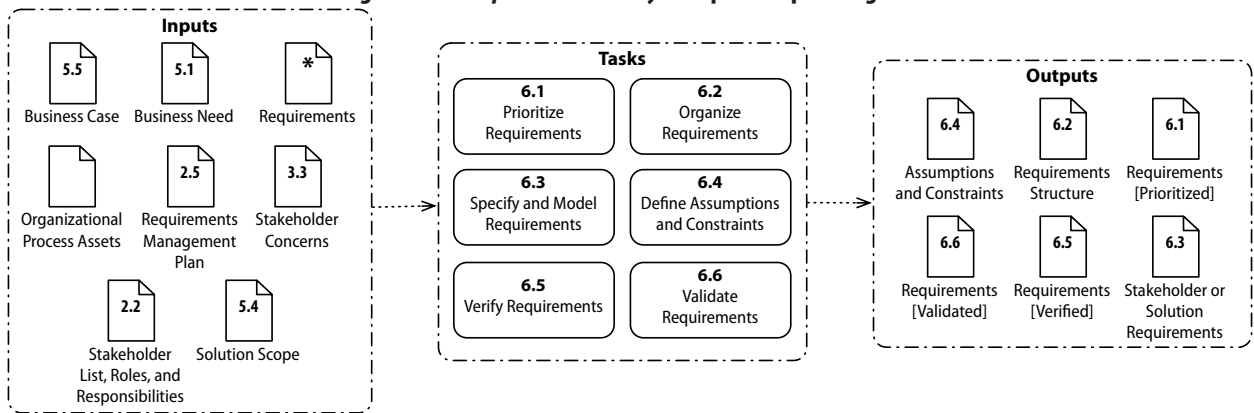 Inputs
5.5
5.1
*
Business Case
Business Need
Requirements
2.5
3.3
Organizational
Process Assets
Requirements
Management
Plan
Stakeholder
Concerns
2.2
5.4
Stakeholder
List, Roles, and
Responsibilities
Solution Scope
Tasks
6.1
Prioritize
Requirements
6.2
Organize
Requirements
6.3
Specify and Model
Requirements
6.4
Define Assumptions
and Constraints
6.5
Verify Requirements
6.6
Validate
Requirements
Outputs
6.4
6.2
6.1
Assumptions
and Constraints
Requirements
Structure
Requirements
[Prioritized]
6.6
6.5
6.3
Requirements
[Validated]
Requirements
[Verified]
Stakeholder or
Solution
Requirements